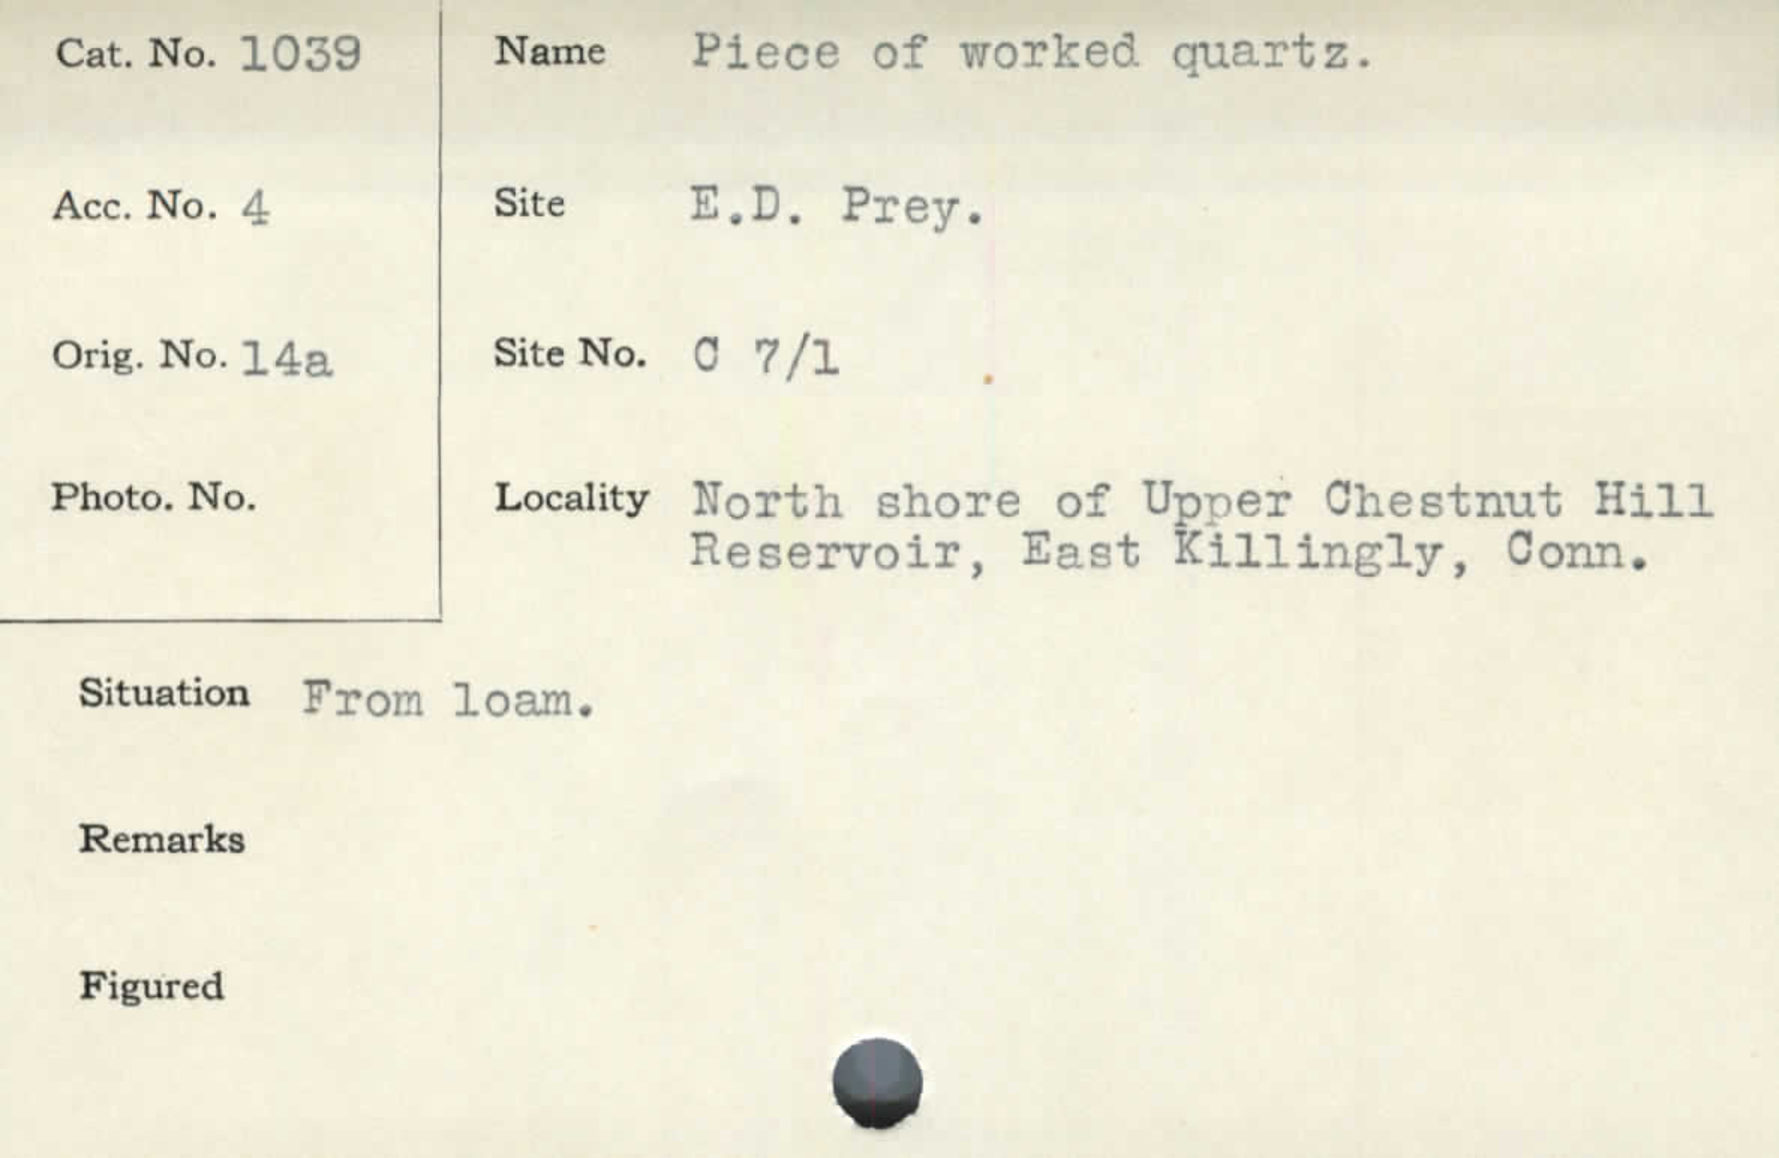 Cat. No. 1039
Name Piece of worked quartz.
Acc. No. 4
Site E.D. Prey.
Orig. No. 14a
Site No. C 7/1
Photo. No.
Locality North shore of Upper Chestnut Hill
Reservoir, East Killingly, Conn.
Situation From loam.
Remarks
Figured